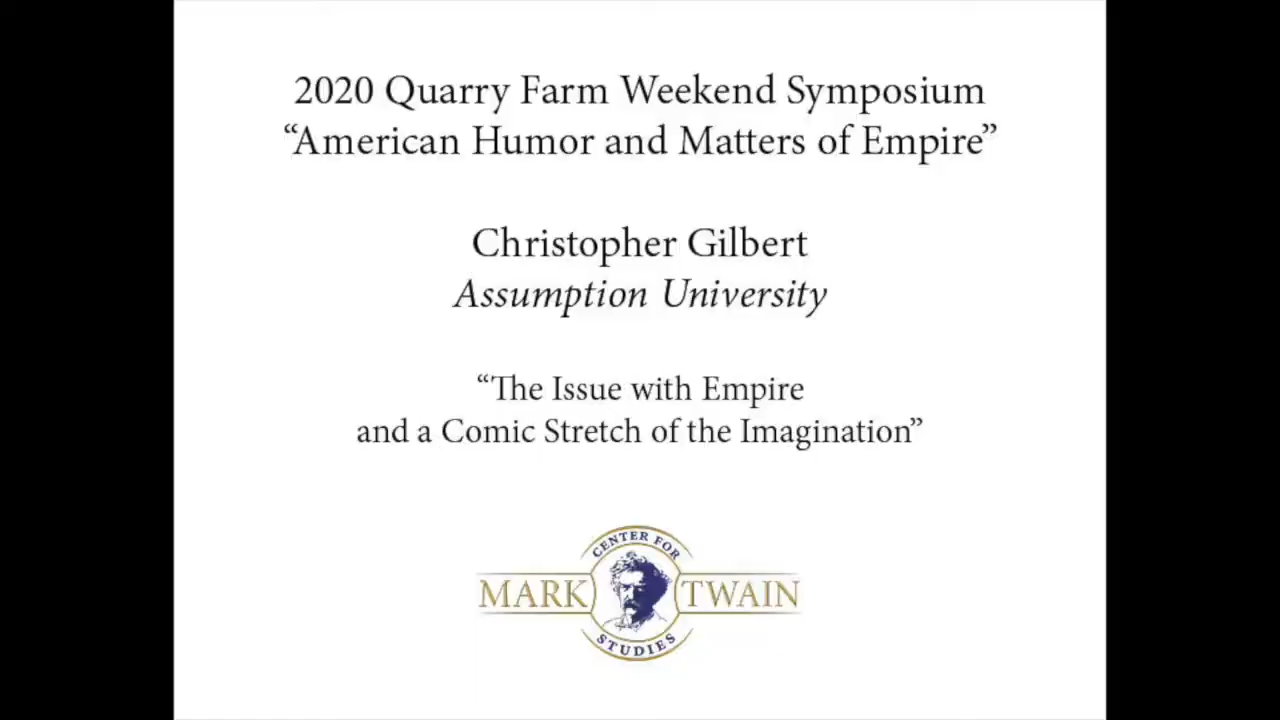 2020 Quarry Farm Weekend Symposium
“American Humor and Matters of Empire”
Christopher Gilbert
Assumption University
“The Issue with Empire
and a Comic Stretch of the Imagination”
CENTER FOR
MARK TWAIN
STUDIES